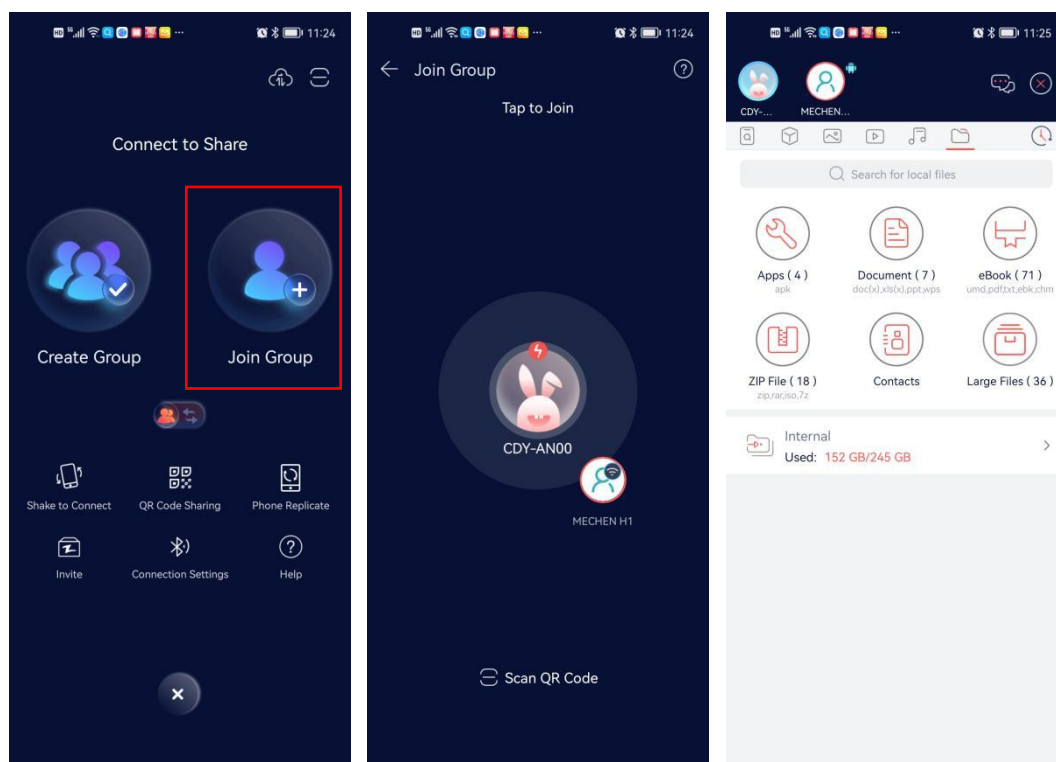 11:24
Connect to Share
Create Group
Join Group
Shake to Connect
QR Code Sharing
Phone Replicate
Invite
Connection Settings
Help
11:24
Join Group
Tap to Join
CDY-AN00
MECHEN H1
Scan QR Code
11:25
CDY-...
MECHEN...
Search for local files
Apps ( 4 )
apk
Document ( 7 )
doc(x),xls(x),ppt,wps
eBook ( 71 )
umd,pdf,txt,ebk,chm
ZIP File ( 18 )
zip,rar,iso,7z
Contacts
Large Files ( 36 )
Internal
Used: 152 GB/245 GB